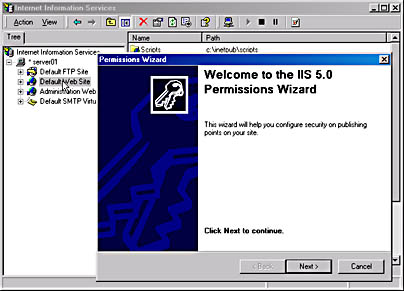 Internet Information Services
Action View
Tree
Name Path
Internet Information Services
* server01
Default FTP Site
Default Web Site
Administration Web
Default SMTP Virtu
Scripts c:\inetpub\scripts
Permissions Wizard
Welcome to the IIS 5.0
Permissions Wizard
This wizard will help you configure security on publishing
points on your site.
Click Next to continue.
< Back Next > Cancel